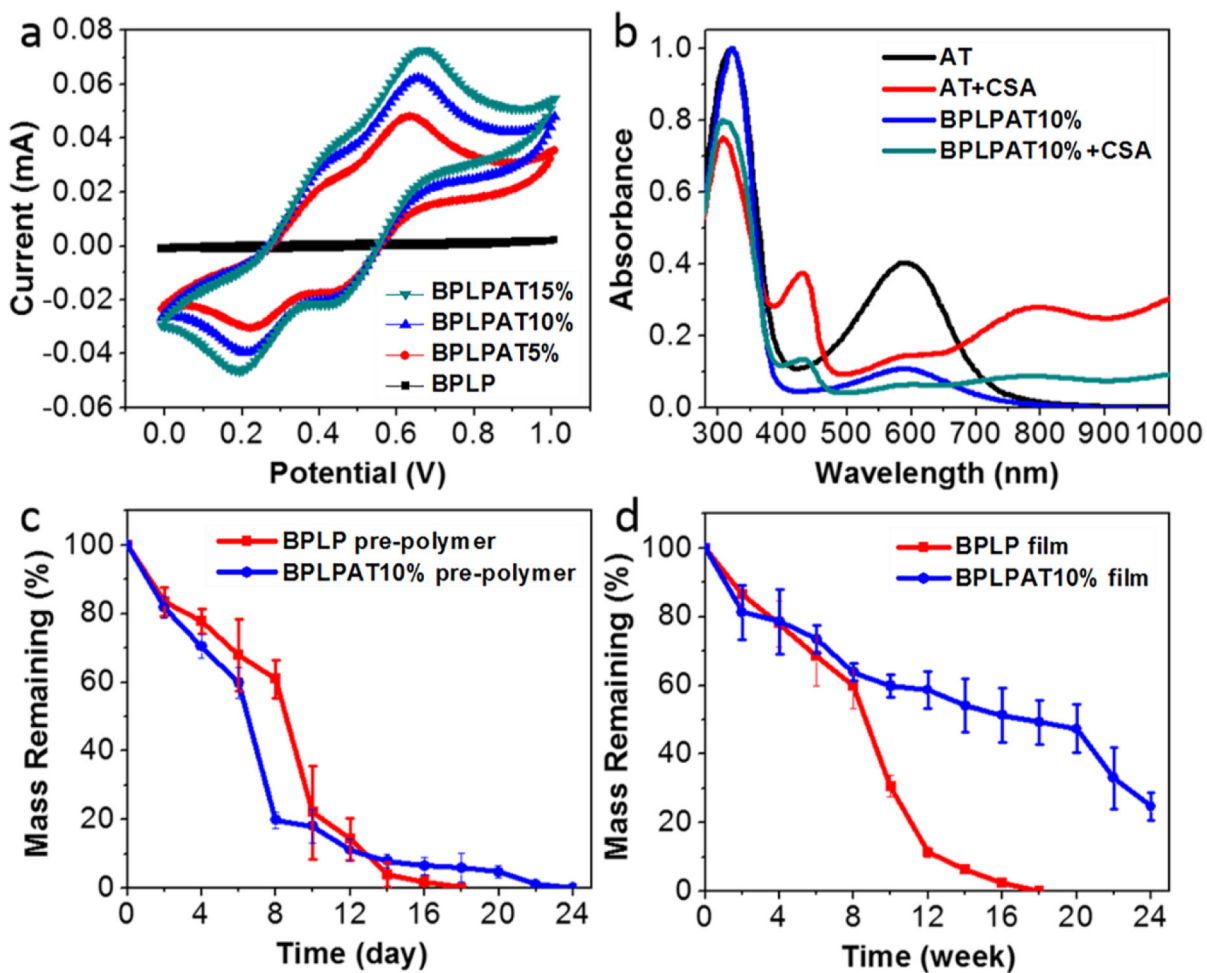 a
Current (mA)
0.08
0.06
0.04
0.02
0.00
-0.02
-0.04
-0.06
BPLPAT15%
BPLPAT10%
BPLPAT5%
BPLP
0.0 0.2 0.4 0.6 0.8 1.0
Potential (V)
b
Absorbance
1.0
0.8
0.6
0.4
0.2
0.0
AT
AT+CSA
BPLPAT10%
BPLPAT10% +CSA
300 400 500 600 700 800 900 1000
Wavelength (nm)
c
Mass Remaining (%)
100
80
60
40
20
0
BPLP pre-polymer
BPLPAT10% pre-polymer
0 4 8 12 16 20 24
Time (day)
d
Mass Remaining (%)
100
80
60
40
20
0
BPLP film
BPLPAT10% film
0 4 8 12 16 20 24
Time (week)